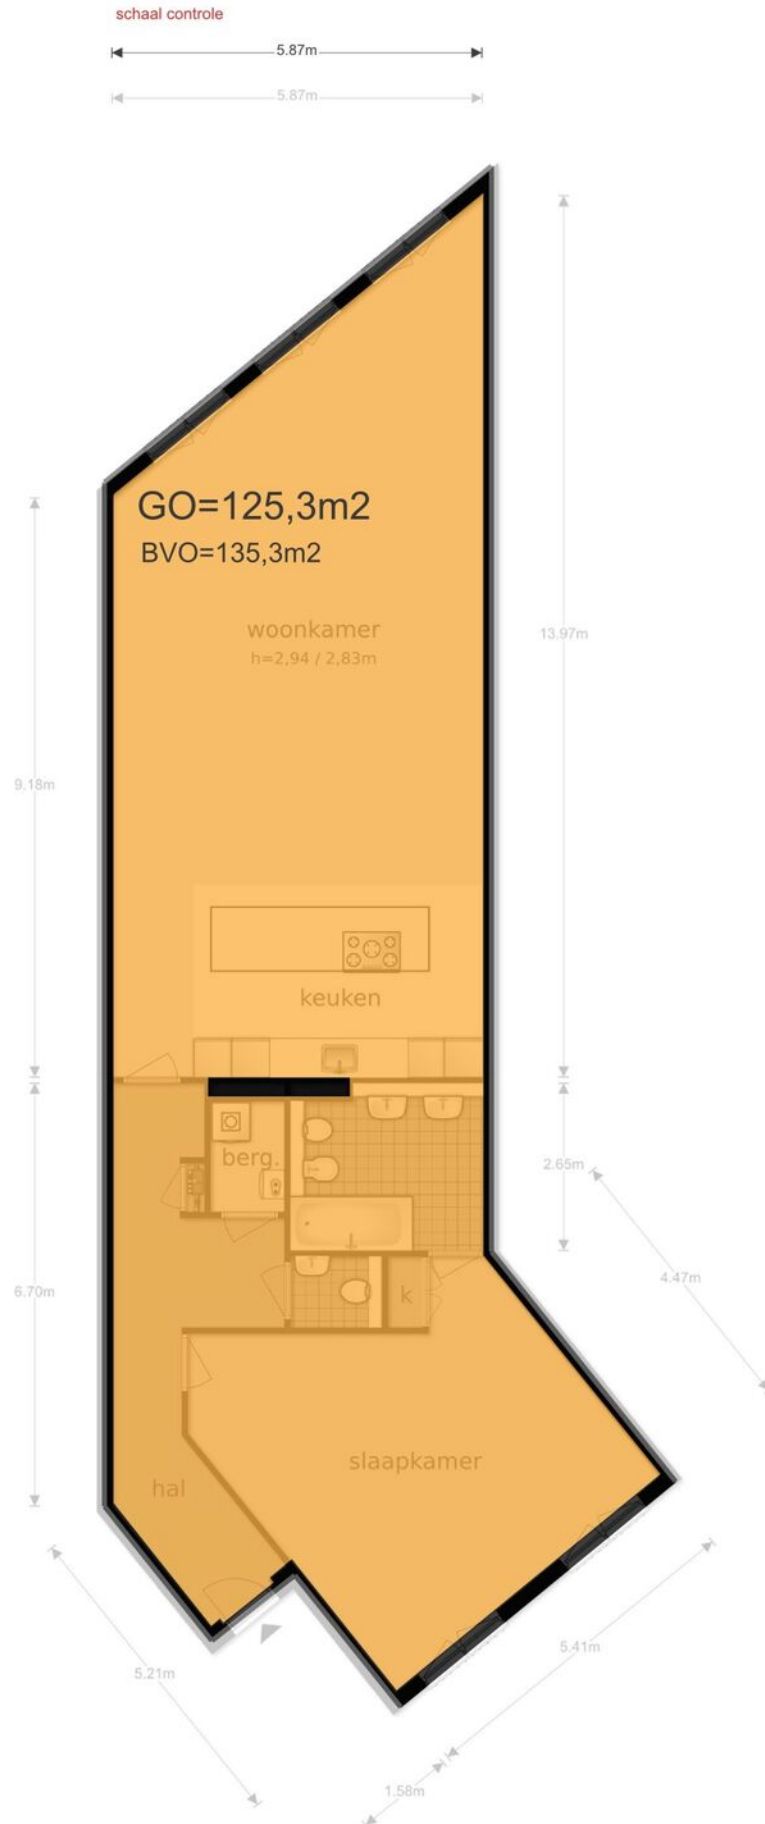 schaal controle
5.87m
5.87m
GO=125,3m2
BVO=135,3m2
woonkamer
h=2,94 / 2,83m
13.97m
9.18m
keuken
berg.
2.65m
4.47m
6.70m
k
slaapkamer
hal
5.41m
5.21m
1.58m